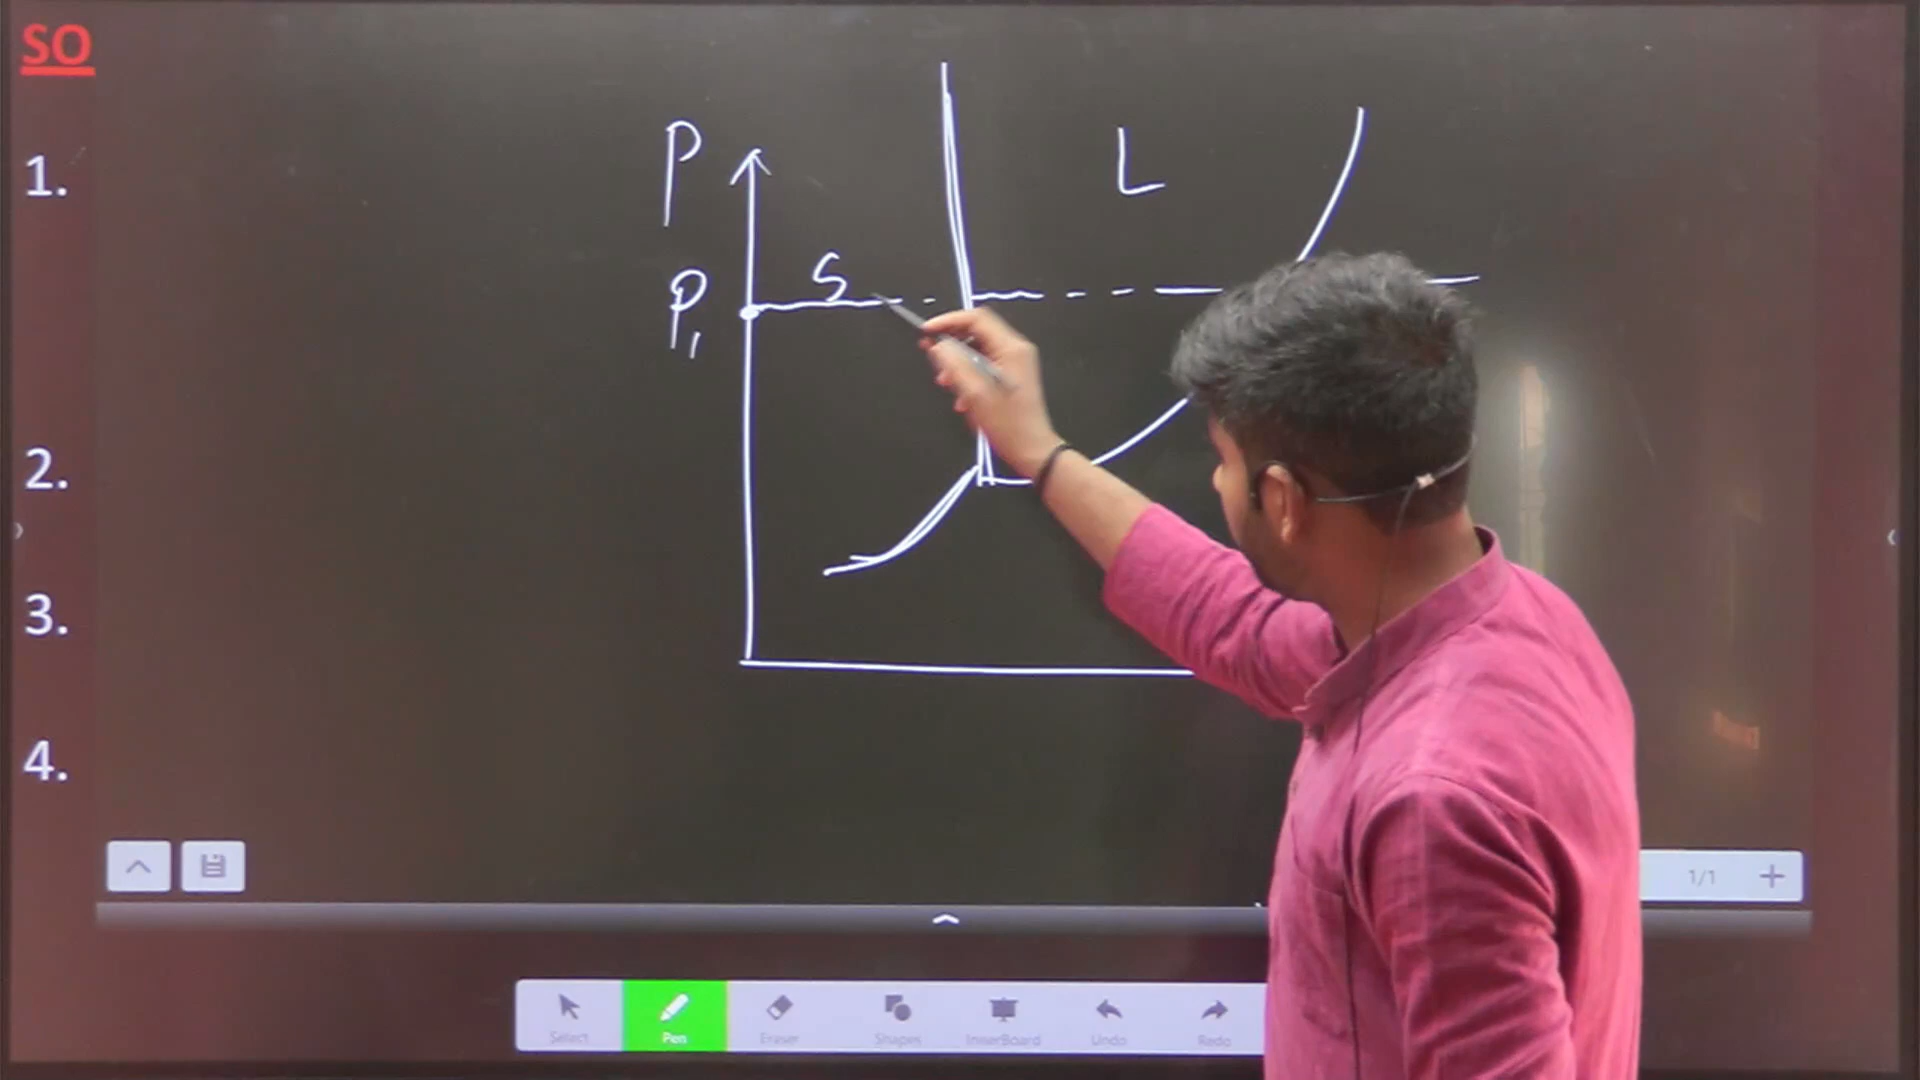 SO
1.
2.
3.
4.
P
L
S
P1
1/1
Select
Pen
Eraser
Shapes
InnerBoard
Undo
Redo